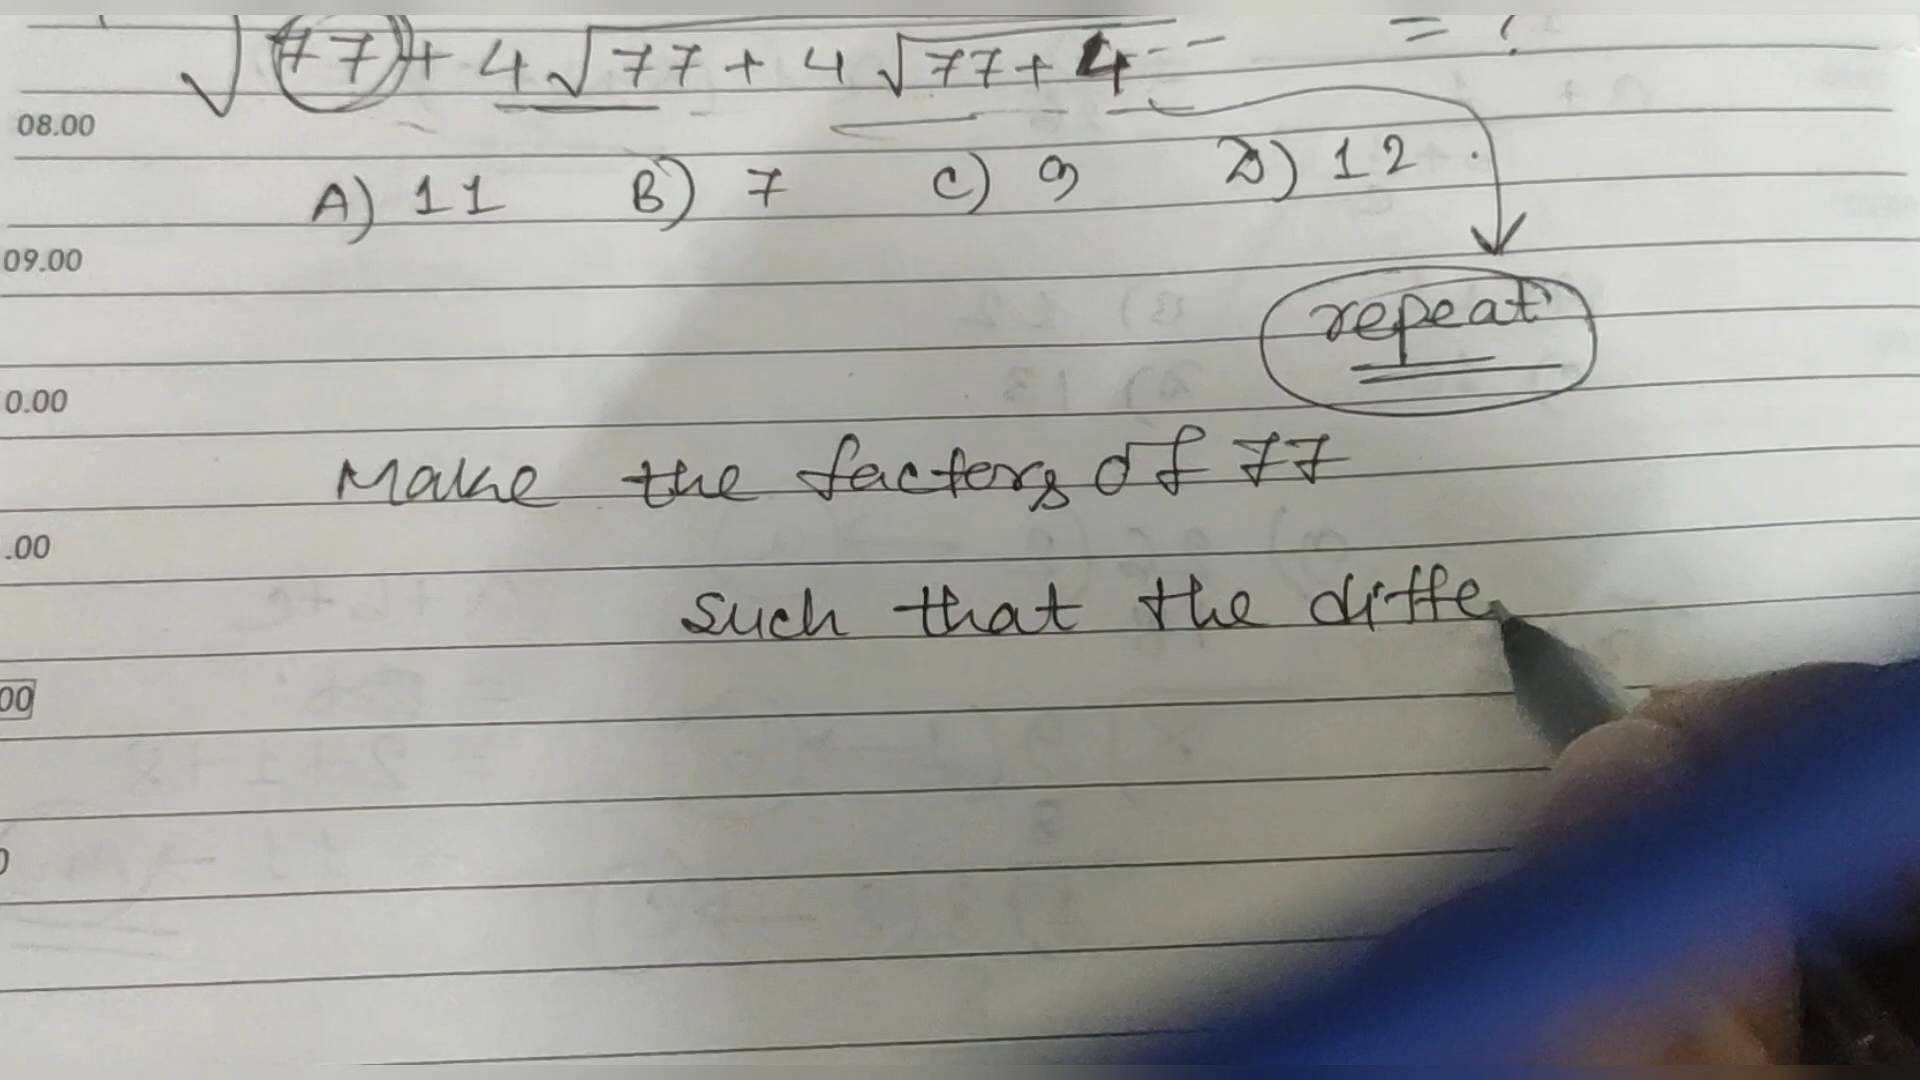 √77 + 4√77 + 4√77 + 4--- = ?
08.00
A) 11 B) 7 C) 9 D) 12
09.00
repeat
0.00
Make the factors of 77
.00
such that the diffe
00